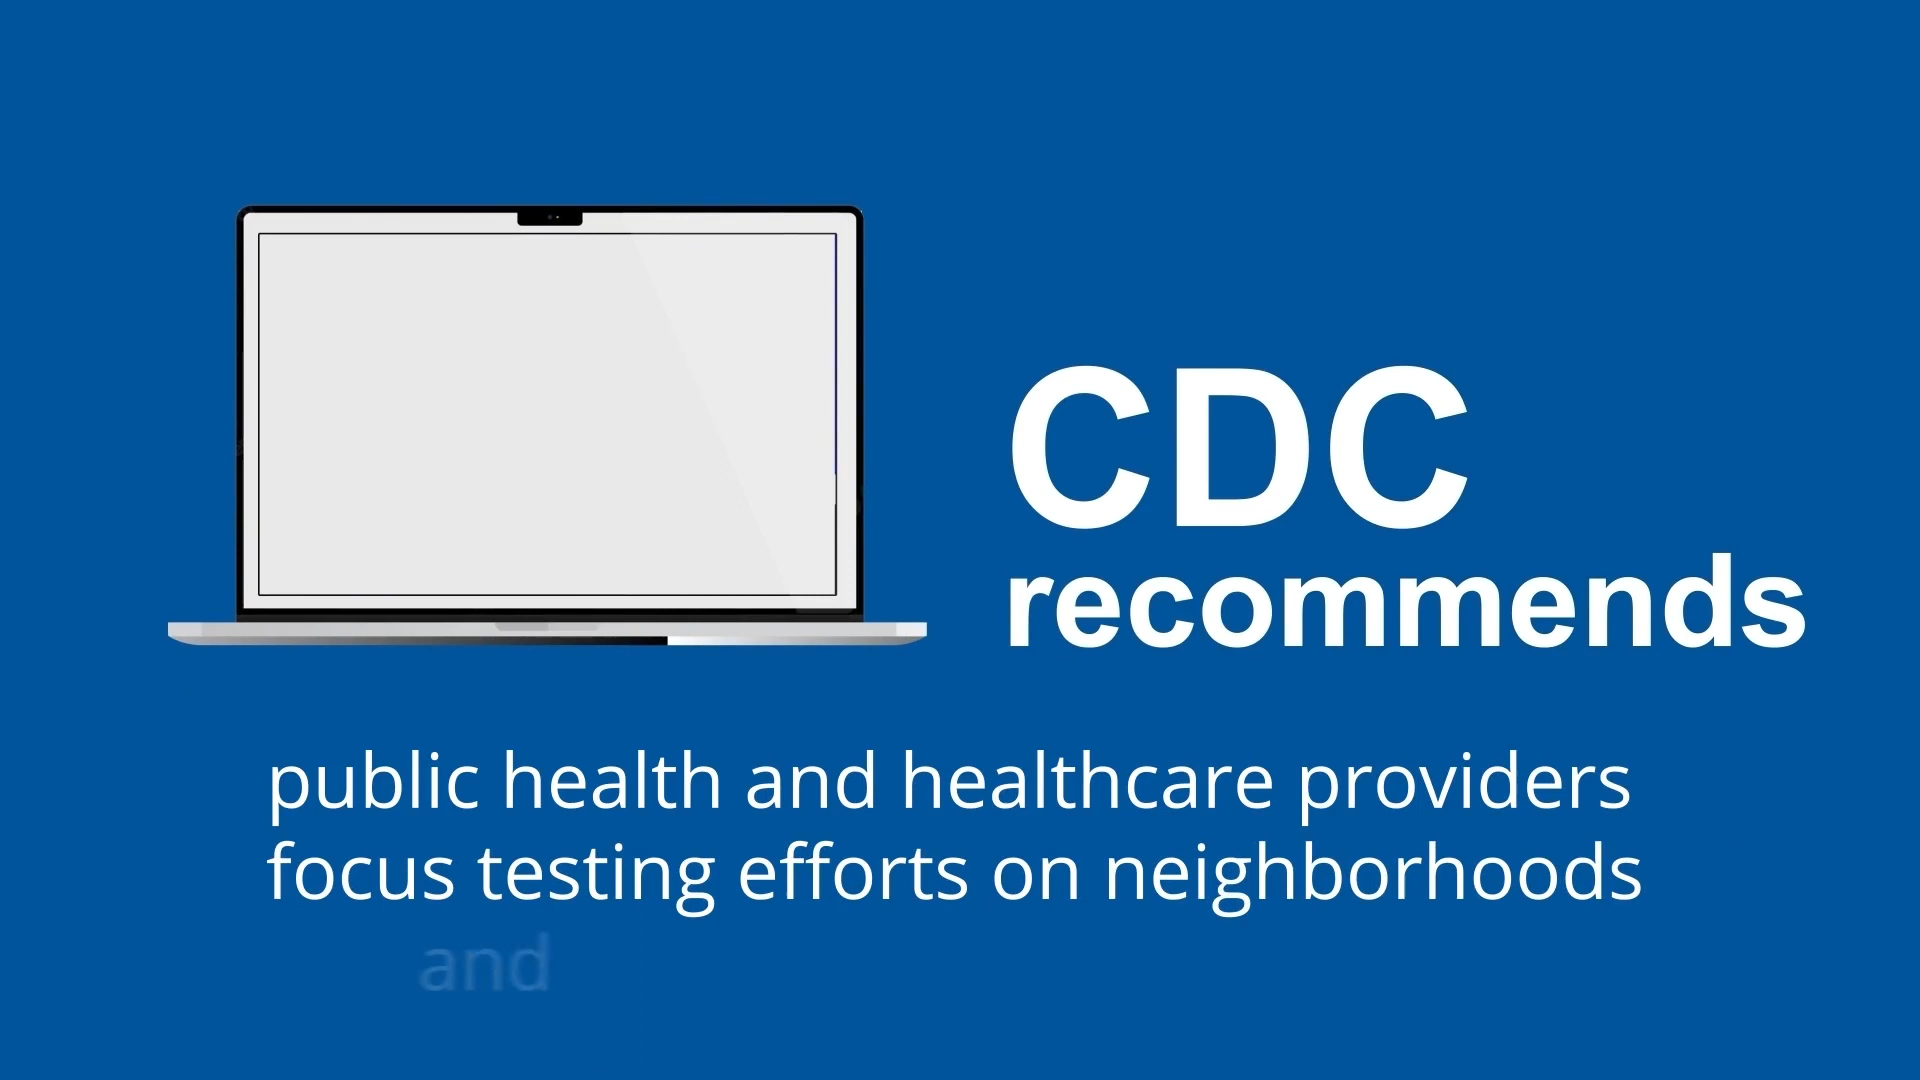 CDC
recommends
public health and healthcare providers
focus testing efforts on neighborhoods
and